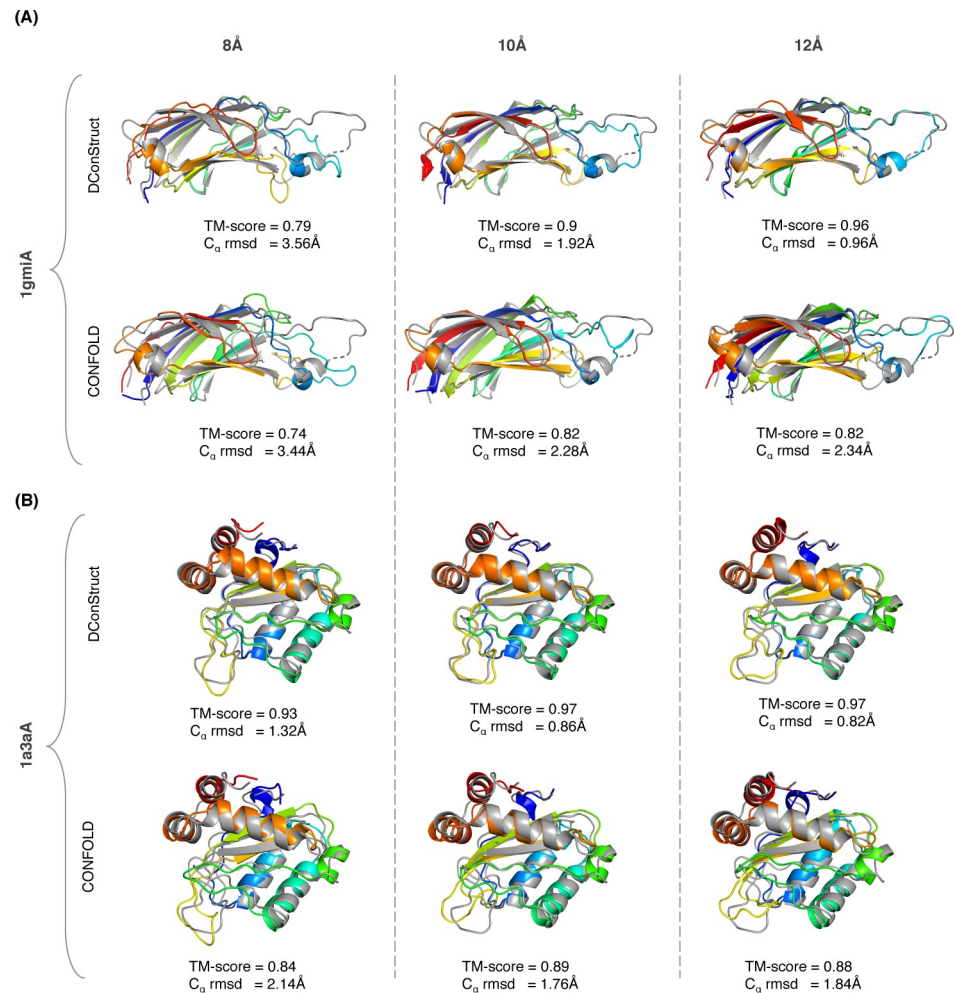 (A)
8Å 10Å 12Å
1gmiA
DConStruct
TM-score = 0.79 TM-score = 0.9 TM-score = 0.96
Cα rmsd = 3.56Å Cα rmsd = 1.92Å Cα rmsd = 0.96Å
CONFOLD
TM-score = 0.74 TM-score = 0.82 TM-score = 0.82
Cα rmsd = 3.44Å Cα rmsd = 2.28Å Cα rmsd = 2.34Å
(B)
1a3aA
DConStruct
TM-score = 0.93 TM-score = 0.97 TM-score = 0.97
Cα rmsd = 1.32Å Cα rmsd = 0.86Å Cα rmsd = 0.82Å
CONFOLD
TM-score = 0.84 TM-score = 0.89 TM-score = 0.88
Cα rmsd = 2.14Å Cα rmsd = 1.76Å Cα rmsd = 1.84Å